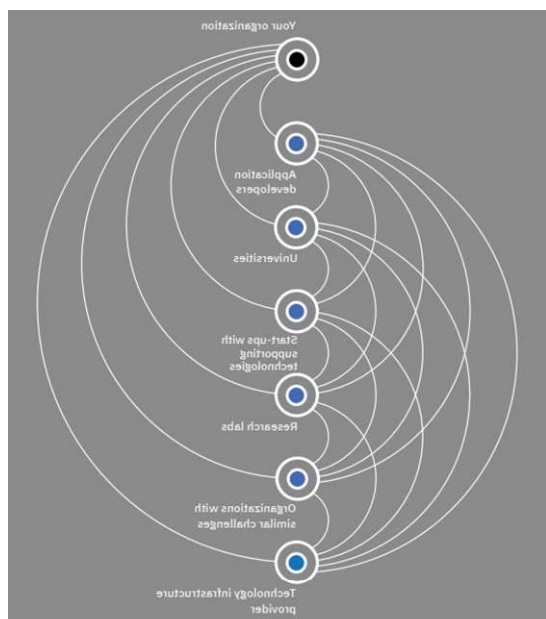 Your organization
Application
developers
Universities
Start-ups with
supporting
technologies
Research labs
Organizations with
similar challenges
Technology infrastructure
provider